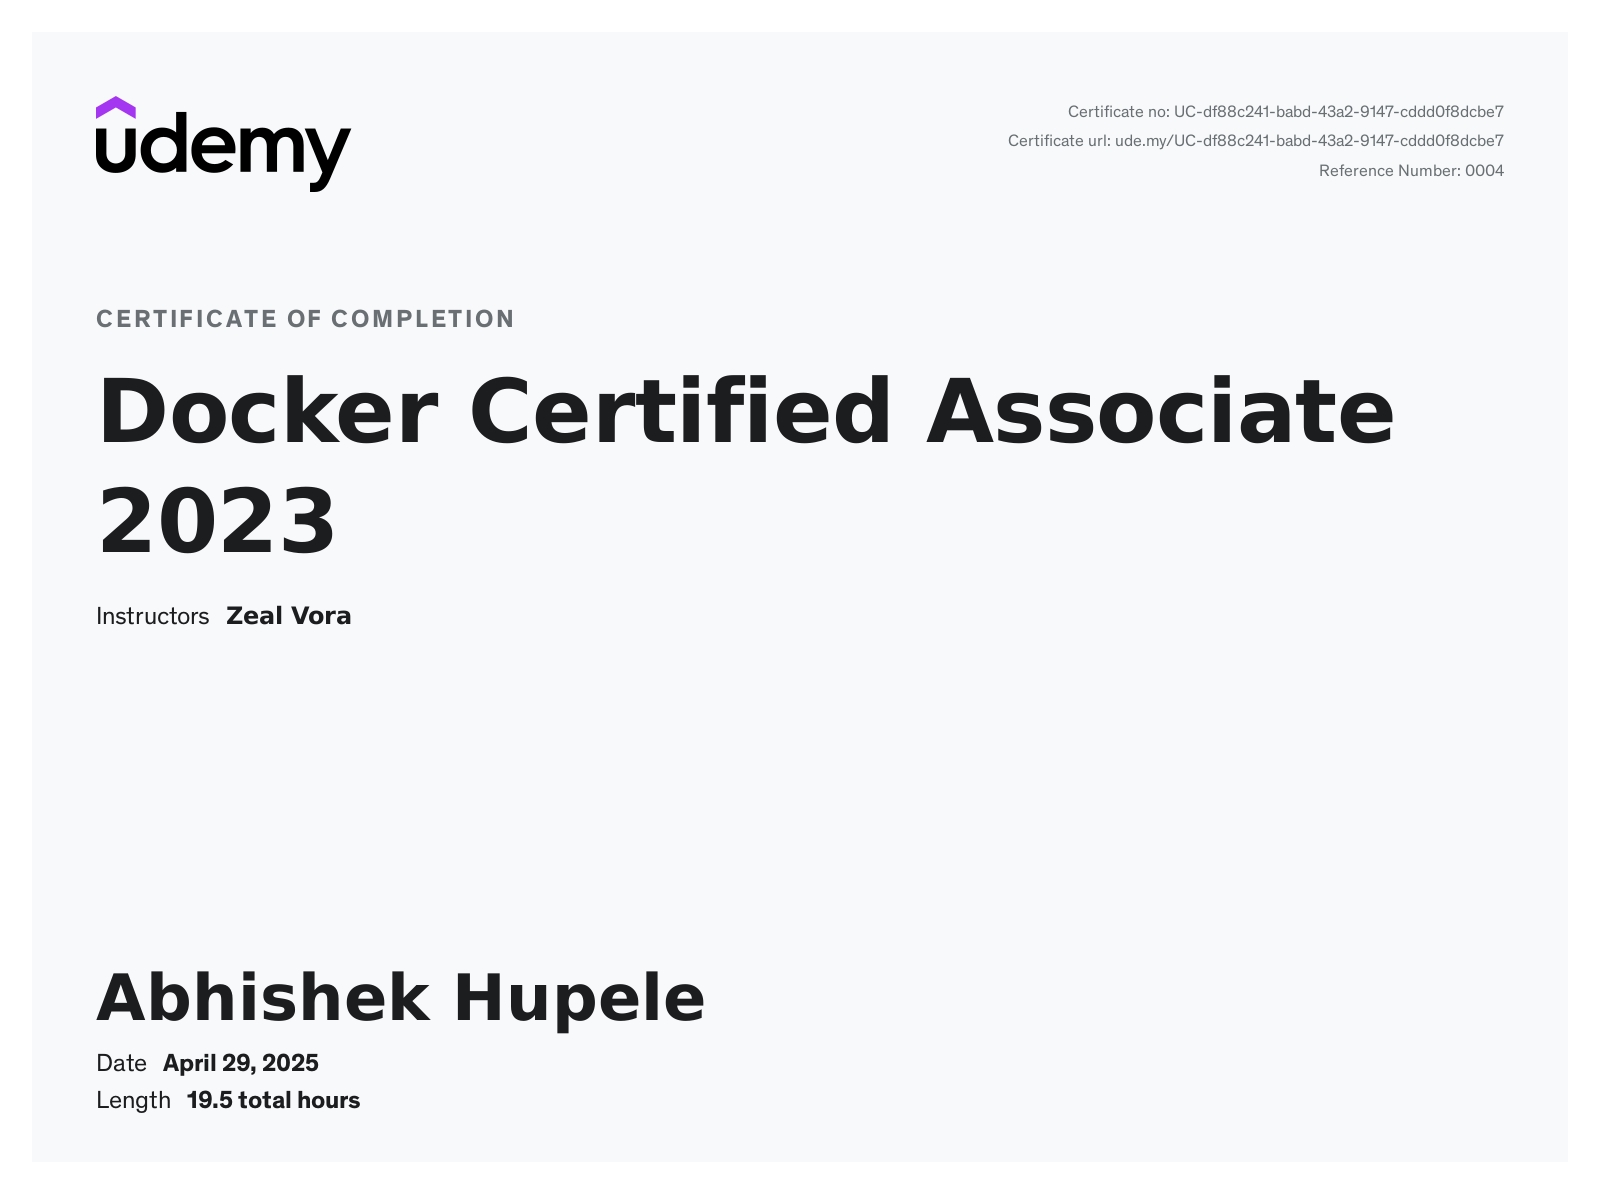 udemy
Certificate no: UC-df88c241-babd-43a2-9147-cddd0f8dcbe7
Certificate url: ude.my/UC-df88c241-babd-43a2-9147-cddd0f8dcbe7
Reference Number: 0004
CERTIFICATE OF COMPLETION
Docker Certified Associate
2023
Instructors Zeal Vora
Abhishek Hupele
Date April 29, 2025
Length 19.5 total hours